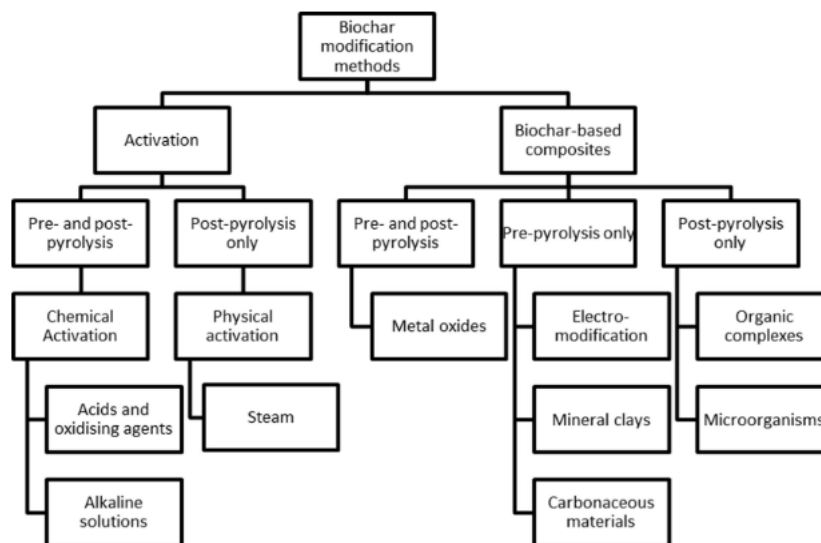 Biochar
modification
methods
Activation
Biochar-based
composites
Pre- and post-
pyrolysis
Post-pyrolysis
only
Pre- and post-
pyrolysis
Pre-pyrolysis only
Post-pyrolysis
only
Chemical
Activation
Physical
activation
Metal oxides
Electro-
modification
Organic
complexes
Acids and
oxidising agents
Steam
Mineral clays
Microorganisms
Alkaline
solutions
Carbonaceous
materials